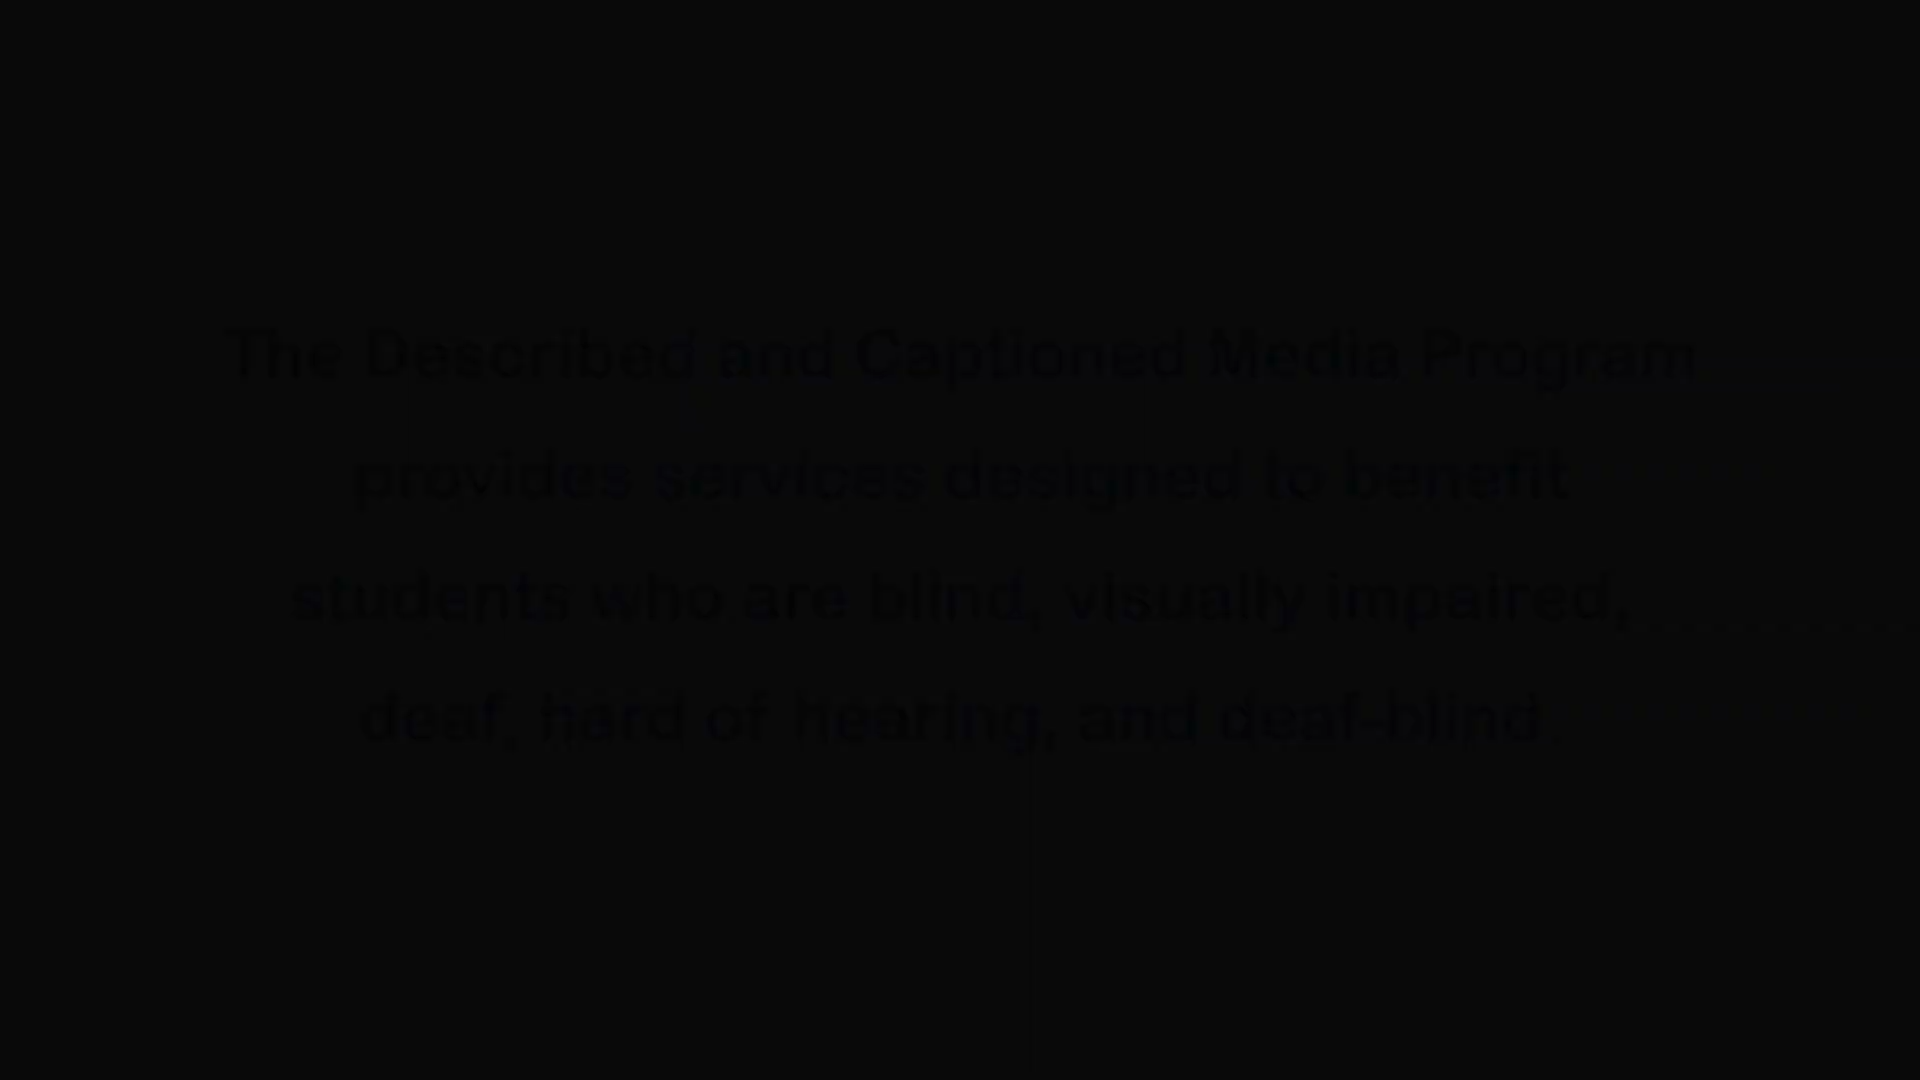 The Described and Captioned Media Program
provides services designed to benefit
students who are blind, visually impaired,
deaf, hard of hearing, and deaf-blind